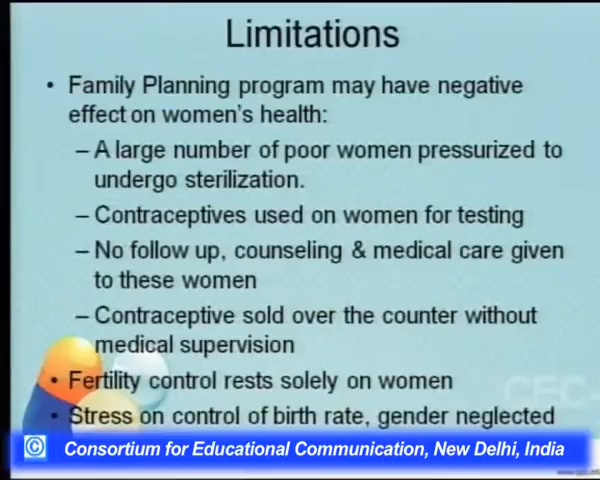 Limitations
• Family Planning program may have negative
effect on women's health:
– A large number of poor women pressurized to
undergo sterilization.
– Contraceptives used on women for testing
– No follow up, counseling & medical care given
to these women
– Contraceptive sold over the counter without
medical supervision
• Fertility control rests solely on women
CEC-
• Stress on control of birth rate, gender neglected
© Consortium for Educational Communication, New Delhi, India